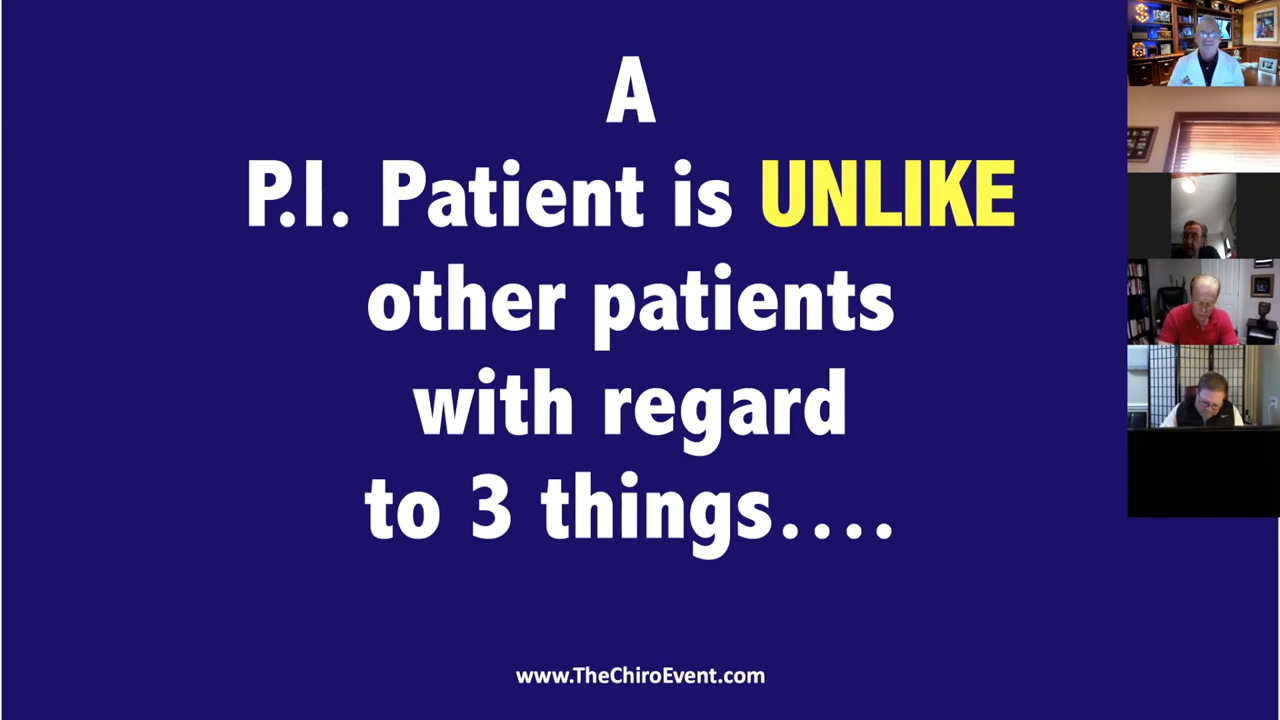 A
P.I. Patient is UNLIKE
other patients
with regard
to 3 things....
www.TheChiroEvent.com